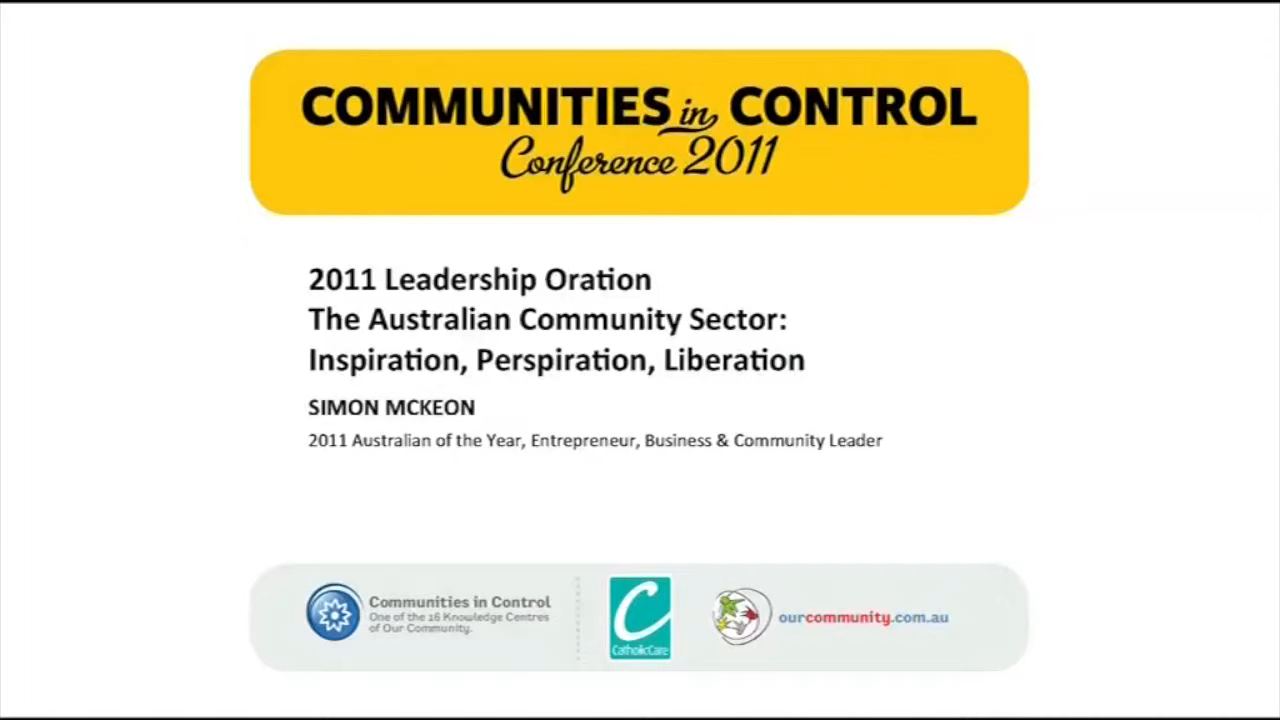 COMMUNITIES in CONTROL
Conference 2011
2011 Leadership Oration
The Australian Community Sector:
Inspiration, Perspiration, Liberation
SIMON MCKEON
2011 Australian of the Year, Entrepreneur, Business & Community Leader
Communities in Control
One of the 16 Knowledge Centres
of Our Community.
CatholicCare
ourcommunity.com.au